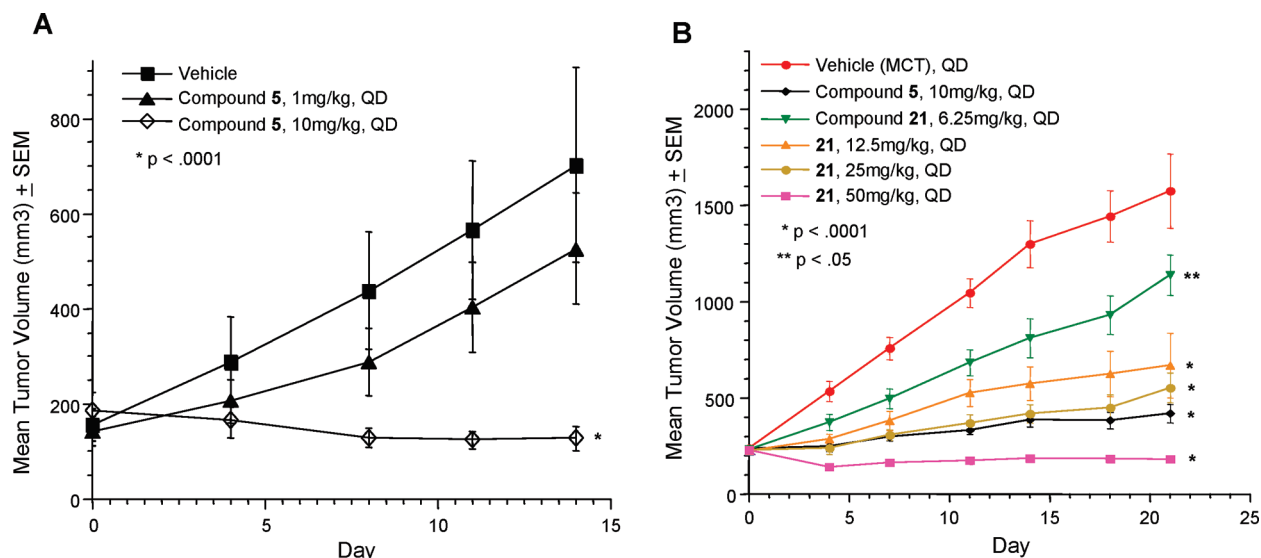 A
Vehicle
Compound 5, 1mg/kg, QD
Compound 5, 10mg/kg, QD
* p < .0001
Mean Tumor Volume (mm3) ± SEM
800
600
400
200
0
*
0
5
10
15
Day
B
Vehicle (MCT), QD
Compound 5, 10mg/kg, QD
Compound 21, 6.25mg/kg, QD
21, 12.5mg/kg, QD
21, 25mg/kg, QD
21, 50mg/kg, QD
* p < .0001
** p < .05
Mean Tumor Volume (mm3) ± SEM
2000
1500
1000
500
0
**
*
*
*
*
0
5
10
15
20
25
Day